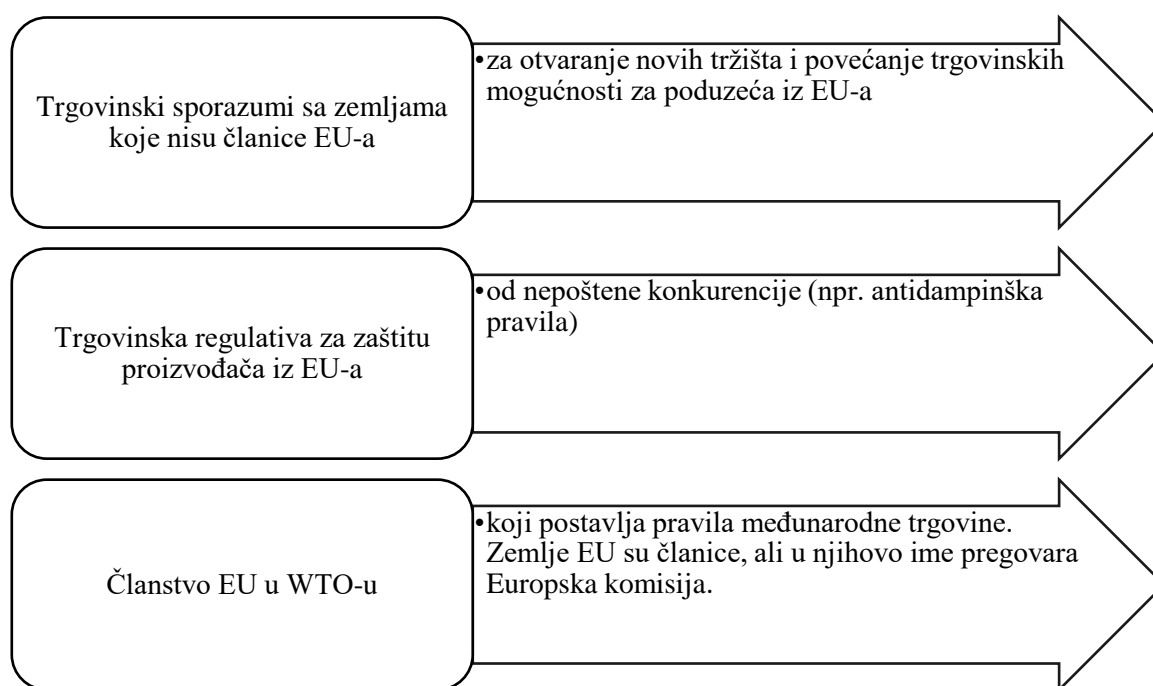 Trgovinski sporazumi sa zemljama
koje nisu članice EU-a
•za otvaranje novih tržišta i povećanje trgovinskih
mogućnosti za poduzeća iz EU-a
Trgovinska regulativa za zaštitu
proizvođača iz EU-a
•od nepoštene konkurencije (npr. antidampinška
pravila)
Članstvo EU u WTO-u
•koji postavlja pravila međunarodne trgovine.
Zemlje EU su članice, ali u njihovo ime pregovara
Europska komisija.